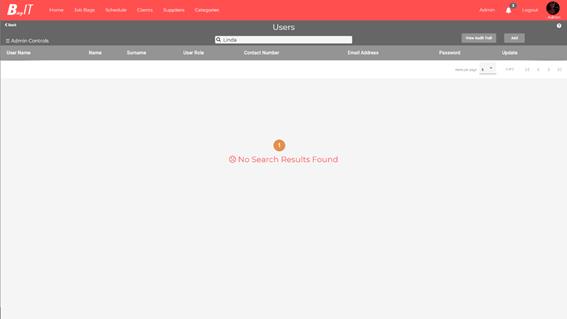 BagIT Home Job Bags Schedule Clients Suppliers Categories Admin 3 Logout Admin
Back Users
Admin Controls Linda View Audit Trail Add
User Name Name Surname User Role Contact Number Email Address Password Update
Items per page: 5 0 of 0
1
No Search Results Found